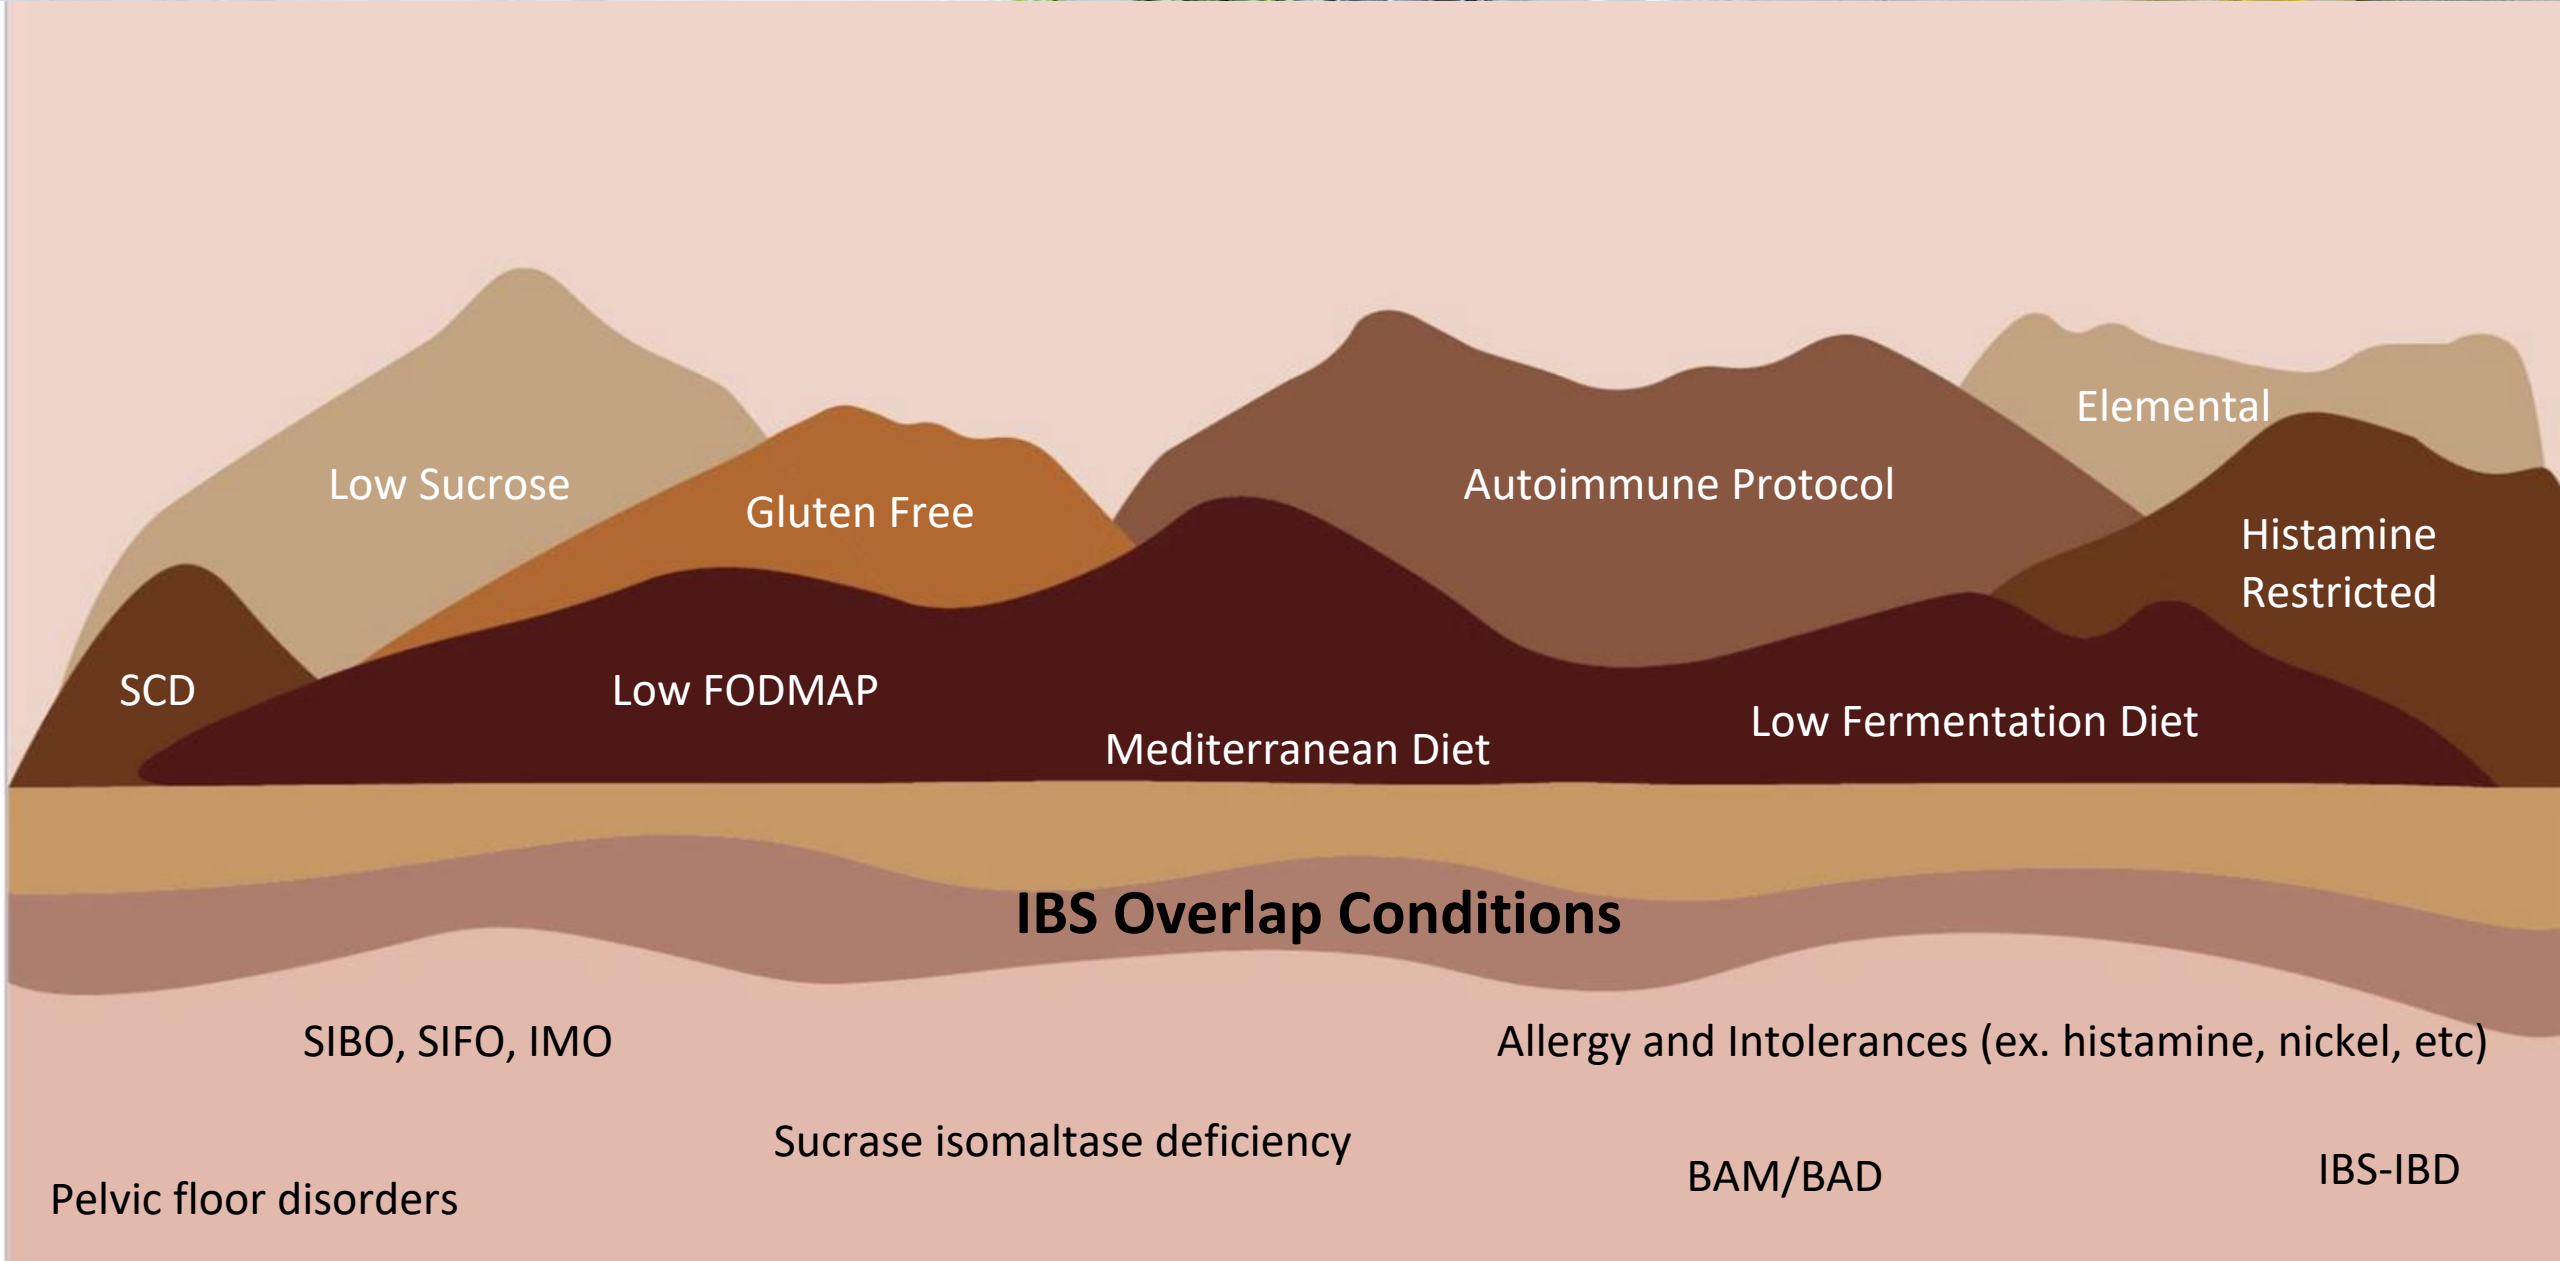 Elemental
Low Sucrose
Gluten Free
Autoimmune Protocol
Histamine
Restricted
SCD
Low FODMAP
Mediterranean Diet
Low Fermentation Diet
IBS Overlap Conditions
SIBO, SIFO, IMO
Allergy and Intolerances (ex. histamine, nickel, etc)
Sucrase isomaltase deficiency
BAM/BAD
IBS-IBD
Pelvic floor disorders